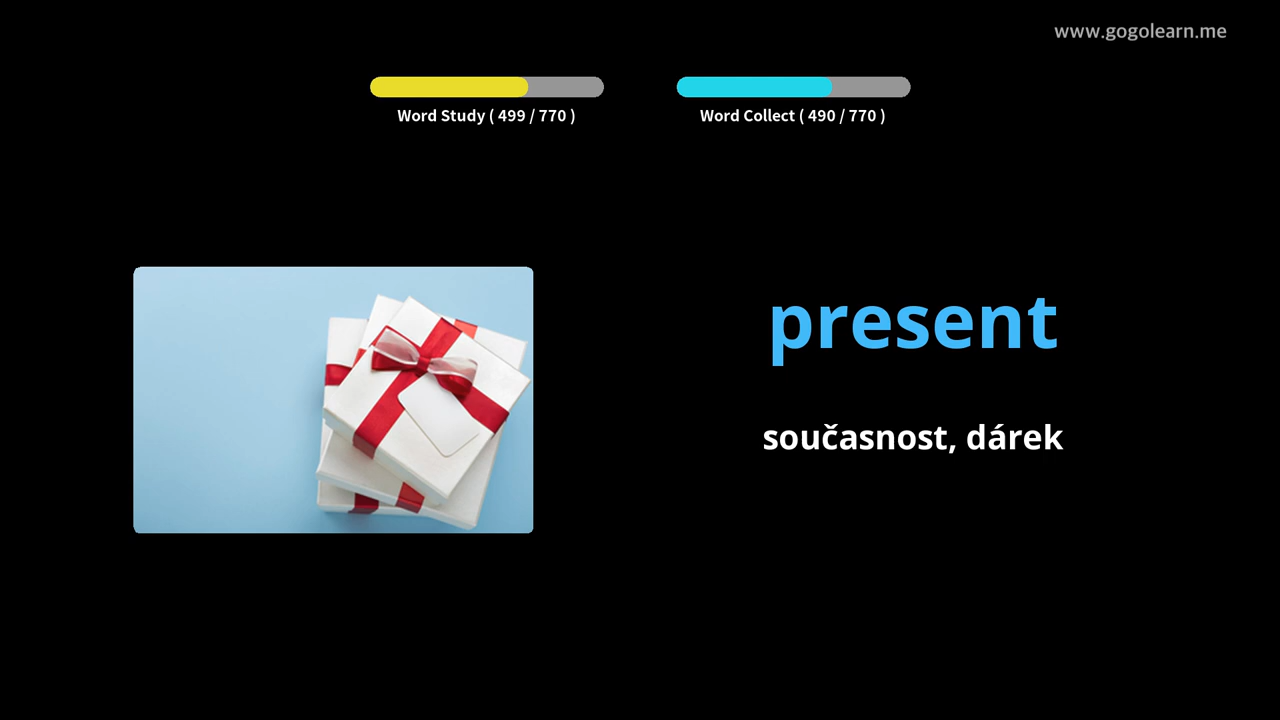 www.gogolearn.me
Word Study ( 499 / 770 )
Word Collect ( 490 / 770 )
present
současnost, dárek